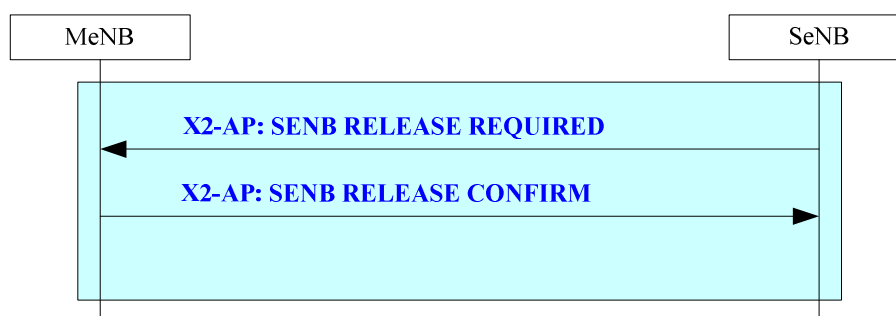 MeNB
SeNB
X2-AP: SENB RELEASE REQUIRED
X2-AP: SENB RELEASE CONFIRM